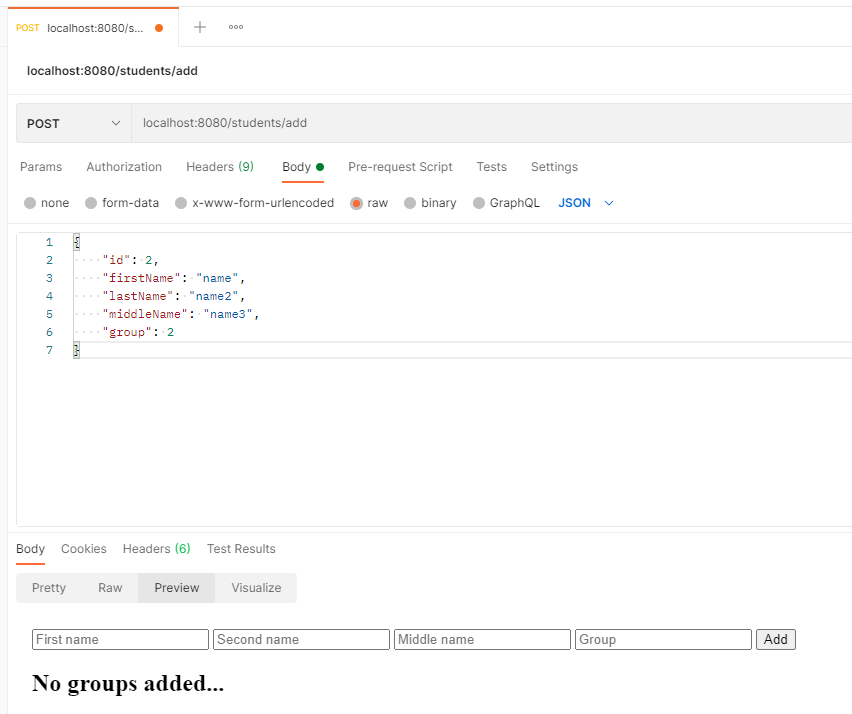 POST localhost:8080/s...
localhost:8080/students/add
POST localhost:8080/students/add
Params Authorization Headers (9) Body Pre-request Script Tests Settings
none form-data x-www-form-urlencoded raw binary GraphQL JSON
1 {
2 "id": 2,
3 "firstName": "name",
4 "lastName": "name2",
5 "middleName": "name3",
6 "group": 2
7 }
Body Cookies Headers (6) Test Results
Pretty Raw Preview Visualize
First name Second name Middle name Group Add
No groups added...